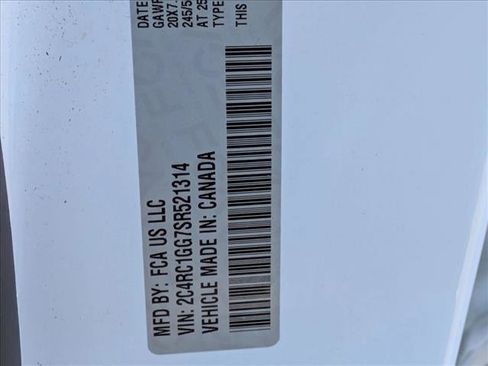 MFD BY: FCA US LLC
VIN: 2C4RC1GG7SR521314
VEHICLE MADE IN: CANADA
DATE
GAWR
20X7.
245/5
AT 25
TYPE
THIS